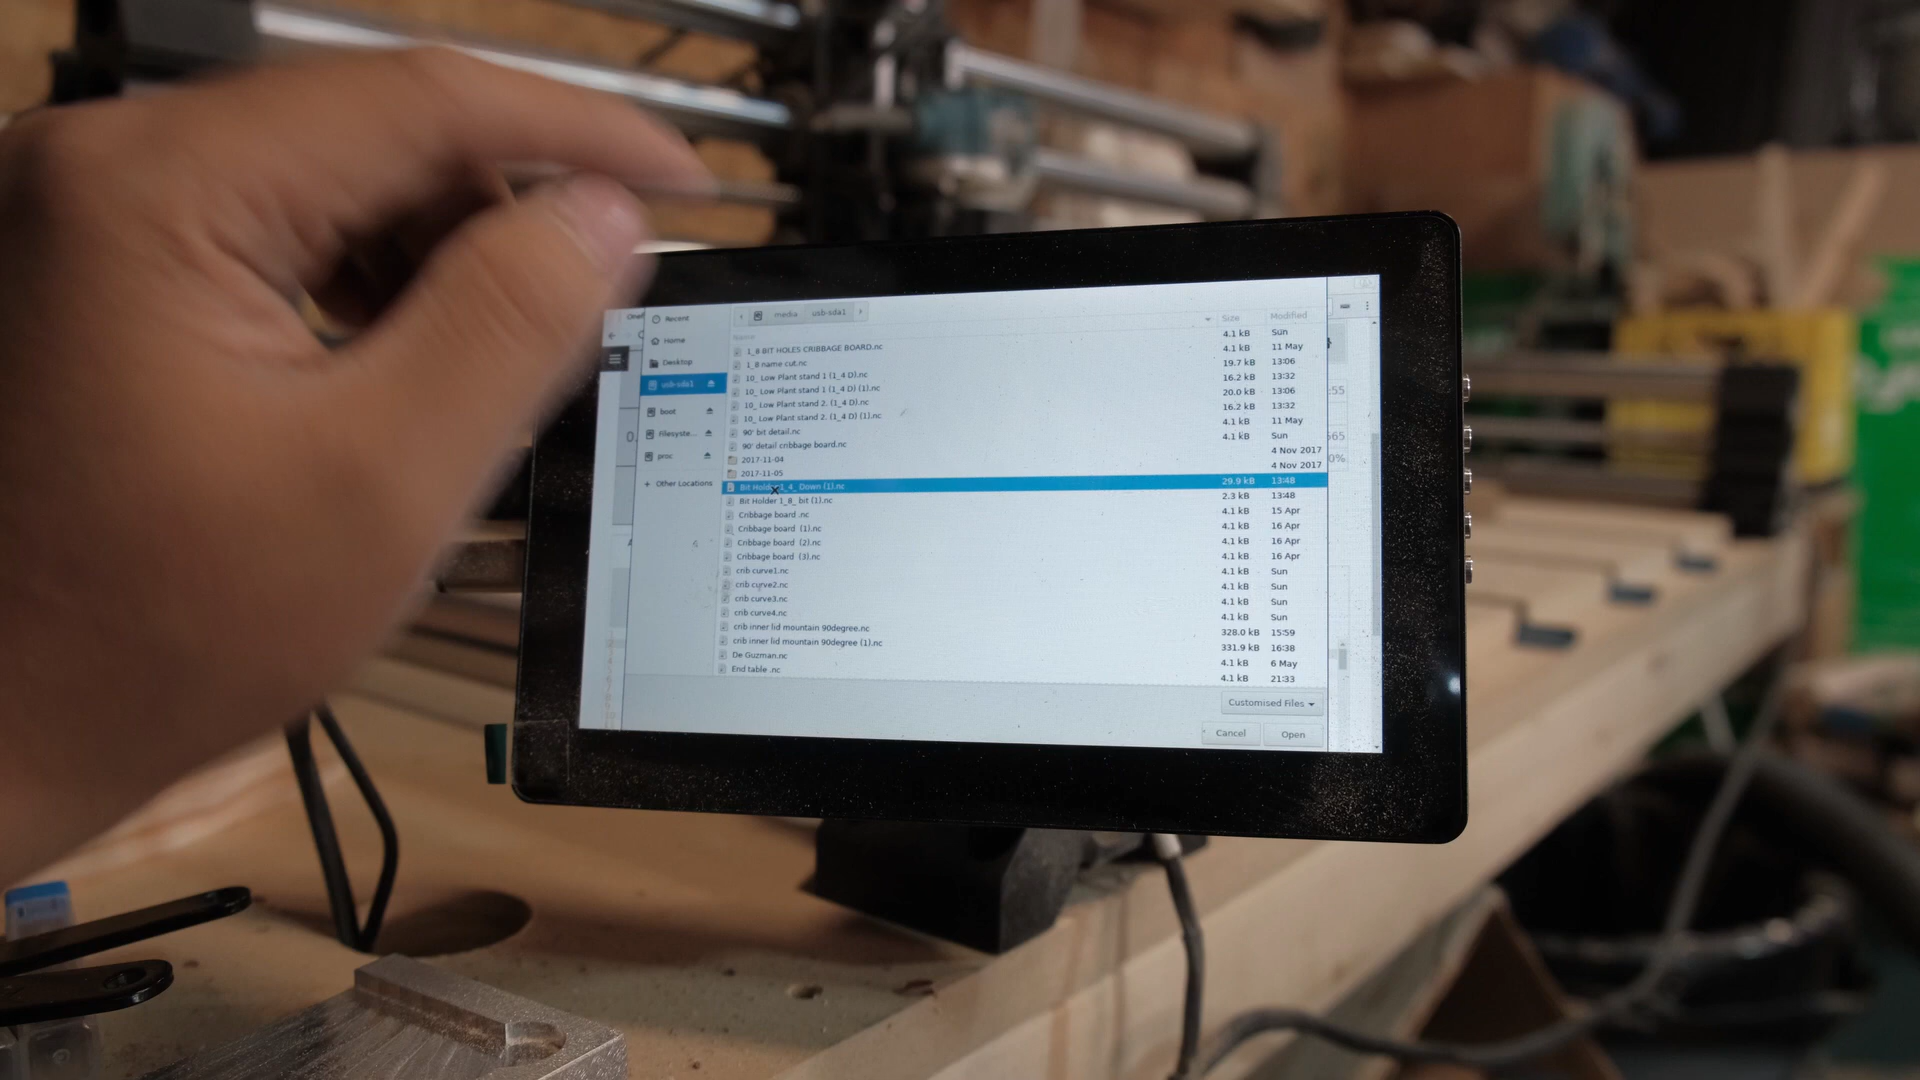 Recent
Home
Desktop
usb-sda1
boot
Filesyste...
proc
+ Other Locations
media usb-sda1
Name Size Modified
4.1 kB Sun
1_8 BIT HOLES CRIBBAGE BOARD.nc 4.1 kB 11 May
1_8 name cut.nc 19.7 kB 13:06
10_ Low Plant stand 1 (1_4 D).nc 16.2 kB 13:32
10_ Low Plant stand 1 (1_4 D) (1).nc 20.0 kB 13:06
10_ Low Plant stand 2. (1_4 D).nc 16.2 kB 13:32
10_ Low Plant stand 2. (1_4 D) (1).nc 4.1 kB 11 May
90' bit detail.nc 4.1 kB Sun
90' detail cribbage board.nc 4 Nov 2017
2017-11-04 4 Nov 2017
2017-11-05
Bit Holder 1_4_ Down (1).nc 29.9 kB 13:48
Bit Holder 1_8_ bit (1).nc 2.3 kB 13:48
Cribbage board .nc 4.1 kB 15 Apr
Cribbage board (1).nc 4.1 kB 16 Apr
Cribbage board (2).nc 4.1 kB 16 Apr
Cribbage board (3).nc 4.1 kB 16 Apr
crib curve1.nc 4.1 kB Sun
crib curve2.nc 4.1 kB Sun
crib curve3.nc 4.1 kB Sun
crib curve4.nc 4.1 kB Sun
crib inner lid mountain 90degree.nc 328.0 kB 15:59
crib inner lid mountain 90degree (1).nc 331.9 kB 16:38
De Guzman.nc 4.1 kB 6 May
End table .nc 4.1 kB 21:33
Customised Files
Cancel Open